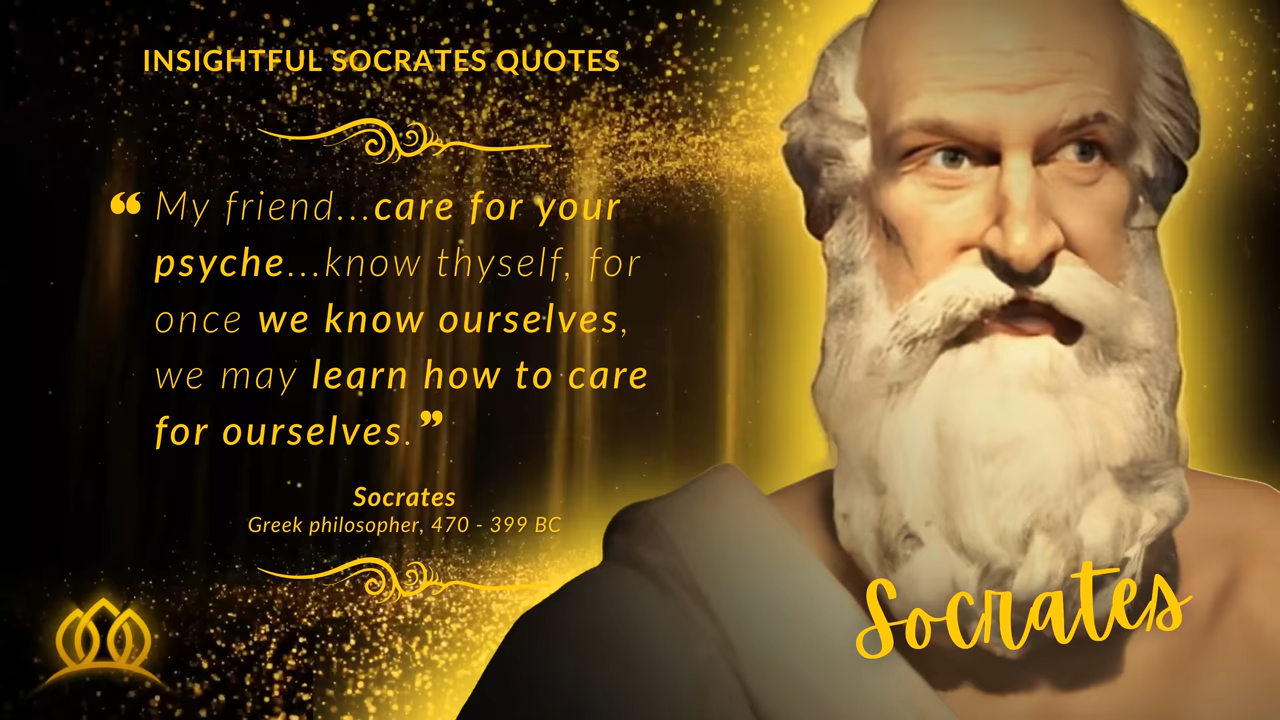 INSIGHTFUL SOCRATES QUOTES
“ My friend...care for your
psyche...know thyself, for
once we know ourselves,
we may learn how to care
for ourselves.”
Socrates
Greek philosopher, 470 - 399 BC
Socrates